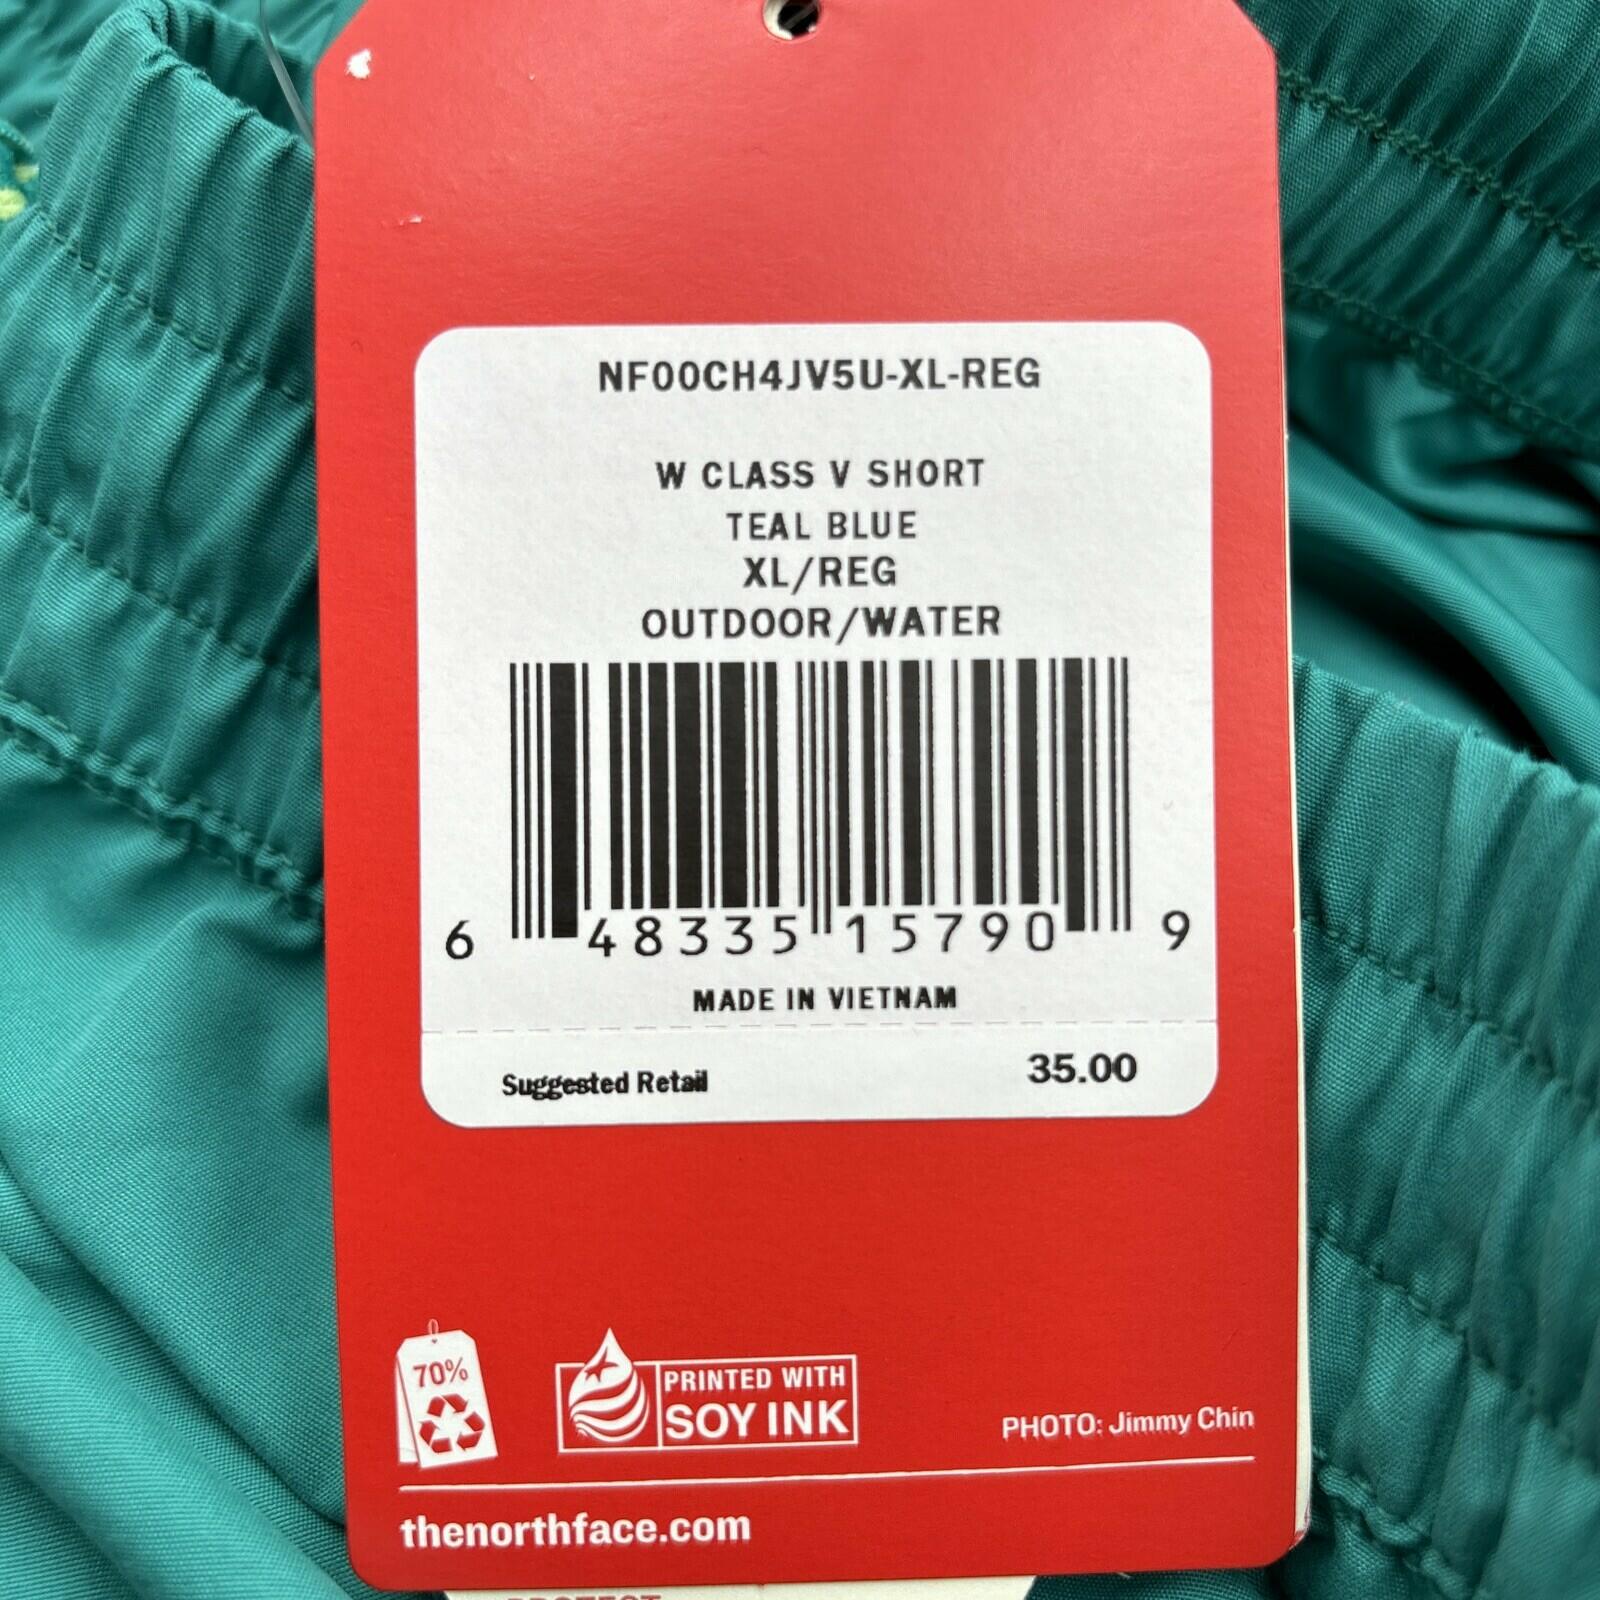 NF00CH4JV5U-XL-REG
W CLASS V SHORT
TEAL BLUE
XL/REG
OUTDOOR/WATER
6 48335 15790 9
MADE IN VIETNAM
Suggested Retail 35.00
70%
PRINTED WITH
SOY INK
PHOTO: Jimmy Chin
thenorthface.com